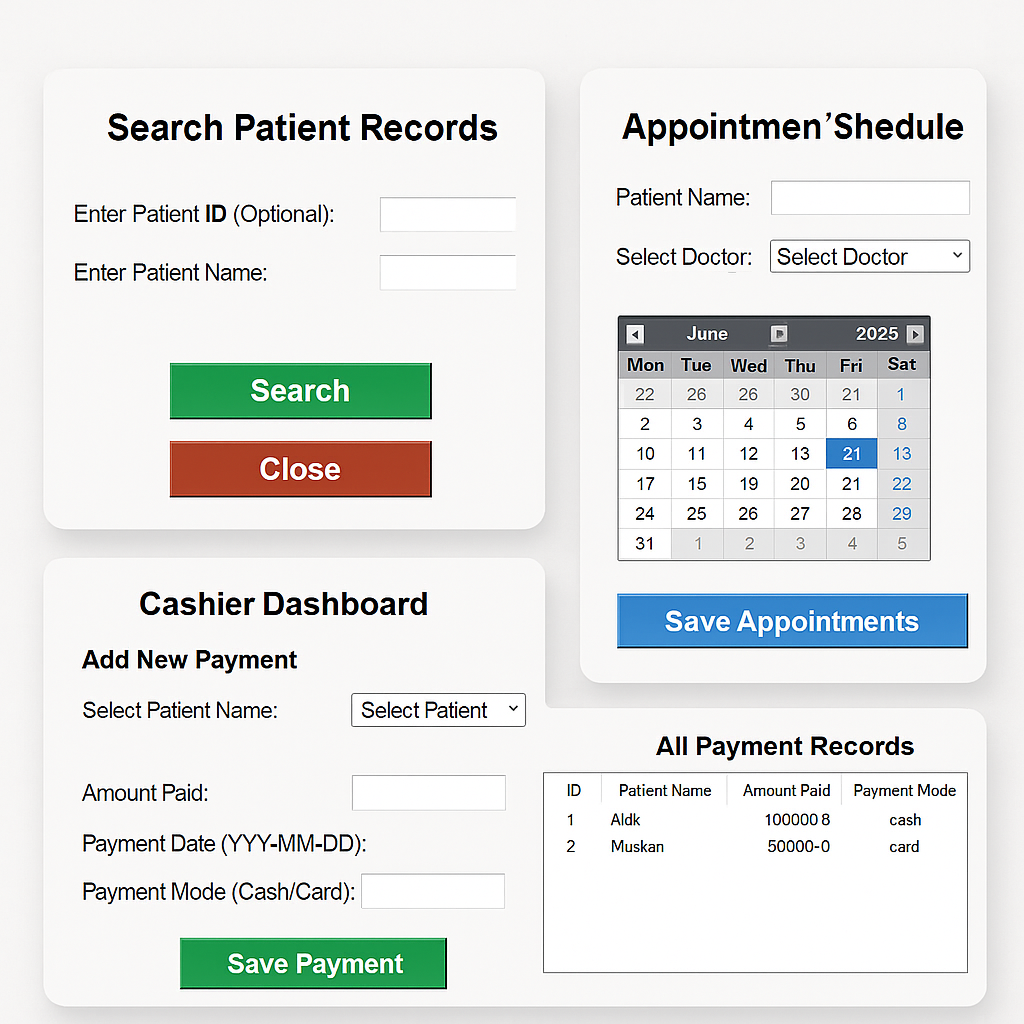 Search Patient Records
Enter Patient ID (Optional):
Enter Patient Name:
Search
Close
Appointmen’Shedule
Patient Name:
Select Doctor: Select Doctor
June 2025
Mon Tue Wed Thu Fri Sat
22 26 26 30 21 1
2 3 4 5 6 8
10 11 12 13 21 13
17 15 19 20 21 22
24 25 26 27 28 29
31 1 2 3 4 5
Save Appointments
Cashier Dashboard
Add New Payment
Select Patient Name: Select Patient
Amount Paid:
Payment Date (YYY-MM-DD):
Payment Mode (Cash/Card):
Save Payment
All Payment Records
ID Patient Name Amount Paid Payment Mode
1 Aldk 100000 8 cash
2 Muskan 50000-0 card